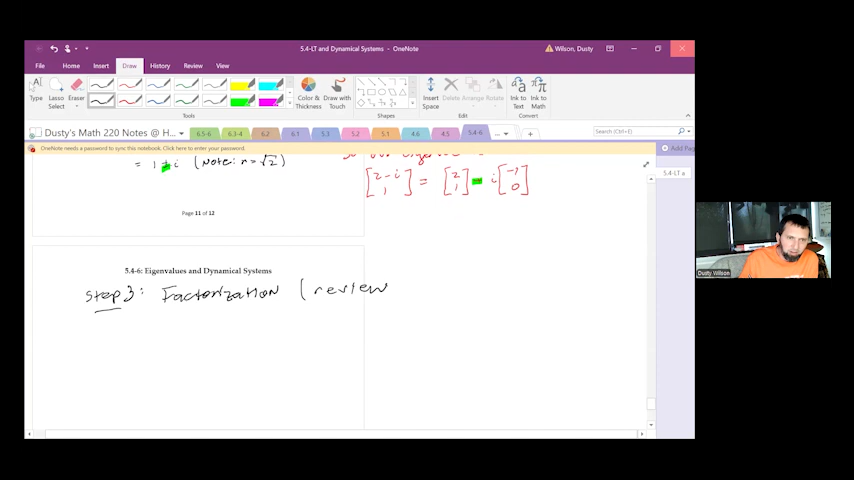 5.4-LT and Dynamical Systems - OneNote
Wilson, Dusty
File Home Insert Draw History Review View
Type
Lasso Select
Eraser
Color & Thickness
Draw with Touch
Insert Space
Delete
Arrange
Rotate
Ink to Text
Ink to Math
Tools
Shapes
Edit
Convert
Dusty's Math 220 Notes @ H...
6.5-6 6.3-4 6.2 6.1 5.3 5.2 5.1 4.6 4.5 5.4-6 ...
Search (Ctrl+E)
OneNote needs a password to sync this notebook. Click here to enter your password.
Add Pag
5.4-LT a
= 1 + i (Note: r = √2)
[2-i; 1] = [2; 1] + i [-1; 0]
Page 11 of 12
5.4-6: Eigenvalues and Dynamical Systems
Step 3: Factorization (review
Dusty Wilson